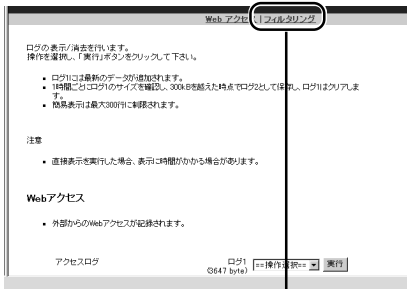 Web アクセス | フィルタリング
ログの表示/消去を行います。
操作を選択し、「実行」ボタンをクリックして下さい。
▪ ログ1には最新のデータが追加されます。
▪ 1時間ごとにログ1のサイズを確認し、300kBを越えた時点でログ2として保存し、ログ1はクリアしま
す。
▪ 簡易表示は最大300行に制限されます。
注意
▪ 直接表示を実行した場合、表示に時間がかかる場合があります。
Webアクセス
▪ 外部からのWebアクセスが記録されます。
アクセスログ
ログ1
(3647 byte)
==操作選択==
実行